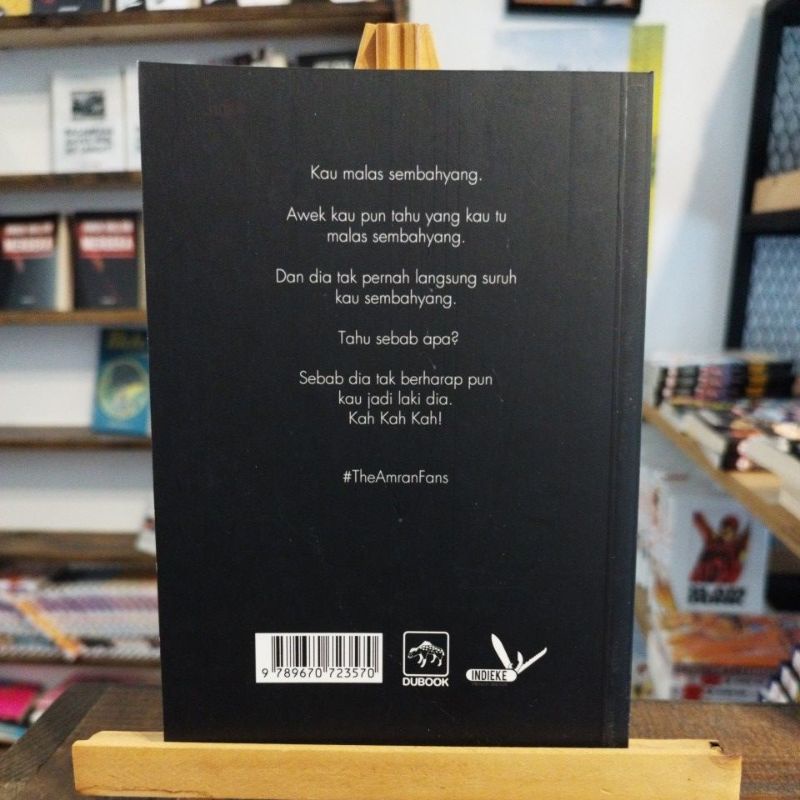 Kau malas sembahyang.
Awek kau pun tahu yang kau tu
malas sembahyang.
Dan dia tak pernah langsung suruh
kau sembahyang.
Tahu sebab apa?
Sebab dia tak berharap pun
kau jadi laki dia.
Kah Kah Kah!
#TheAmranFans
9 789670 723570
DUBOOK
INDIEKE